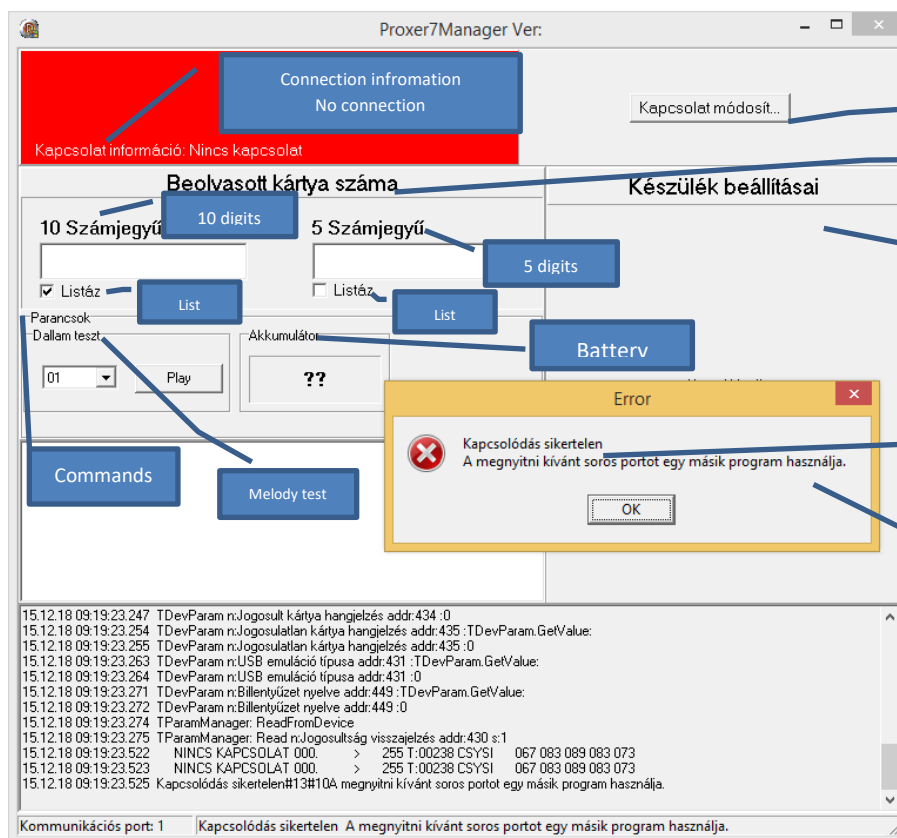 Proxer7Manager Ver:
Connection infromation
No connection
Kapcsolat módosít...
Kapcsolat információ: Nincs kapcsolat
Beolvasott kártya száma
Készülék beállításai
10 Számjegyű
10 digits
5 Számjegyű
5 digits
Listáz
List
Listáz
List
Parancsok
Dallam teszt
Akkumulátor
Battery
01
Play
??
Error
Kapcsolódás sikertelen
A megnyitni kívánt soros portot egy másik program használja.
OK
Commands
Melody test
15.12.18 09:19:23.247 TDevParam n:Jogosult kártya hangjelzés addr:434 :0
15.12.18 09:19:23.254 TDevParam n:Jogosulatlan kártya hangjelzés addr:435 :TDevParam.GetValue:
15.12.18 09:19:23.255 TDevParam n:Jogosulatlan kártya hangjelzés addr:435 :0
15.12.18 09:19:23.263 TDevParam n:USB emuláció típusa addr:431 :TDevParam.GetValue:
15.12.18 09:19:23.264 TDevParam n:USB emuláció típusa addr:431 :0
15.12.18 09:19:23.271 TDevParam n:Billentyűzet nyelve addr:449 :TDevParam.GetValue:
15.12.18 09:19:23.272 TDevParam n:Billentyűzet nyelve addr:449 :0
15.12.18 09:19:23.274 TParamManager: ReadFromDevice
15.12.18 09:19:23.275 TParamManager: Read n:Jogosultság visszajelzés addr:430 s:1
15.12.18 09:19:23.522 NINCS KAPCSOLAT 000. > 255 T:00238 CSYSI 067 083 089 083 073
15.12.18 09:19:23.523 NINCS KAPCSOLAT 000. > 255 T:00238 CSYSI 067 083 089 083 073
15.12.18 09:19:23.525 Kapcsolódás sikertelen#13#10A megnyitni kívánt soros portot egy másik program használja.
Kommunikációs port: 1
Kapcsolódás sikertelen A megnyitni kívánt soros portot egy másik program használja.